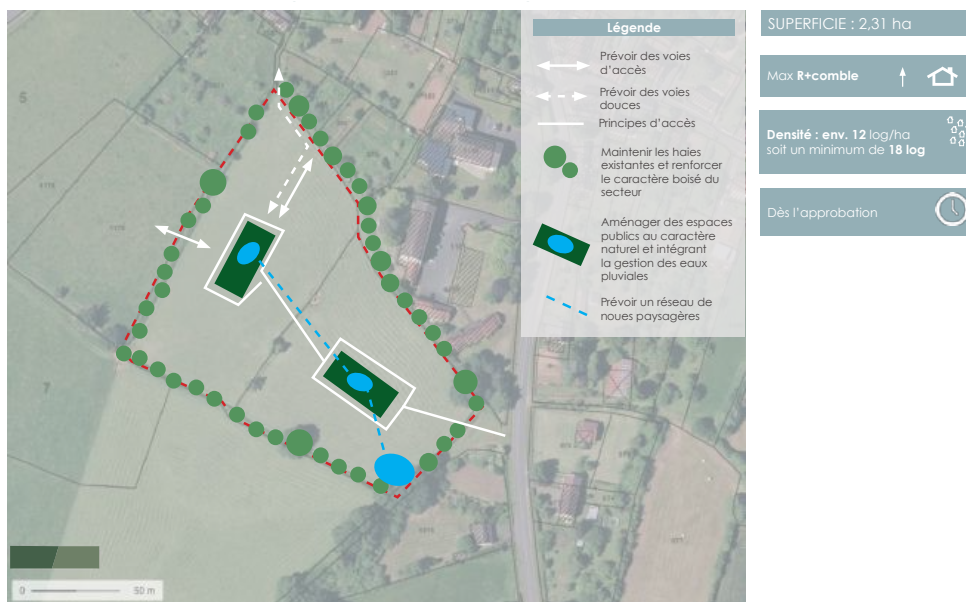 Légende
Prévoir des voies
d'accès
Prévoir des voies
douces
Principes d'accès
Maintenir les haies
existantes et renforcer
le caractère boisé du
secteur
Aménager des espaces
publics au caractère
naturel et intégrant
la gestion des eaux
pluviales
Prévoir un réseau de
noues paysagères
SUPERFICIE : 2,31 ha
Max R+comble
Densité : env. 12 log/ha
soit un minimum de 18 log
Dès l'approbation
0 50 m